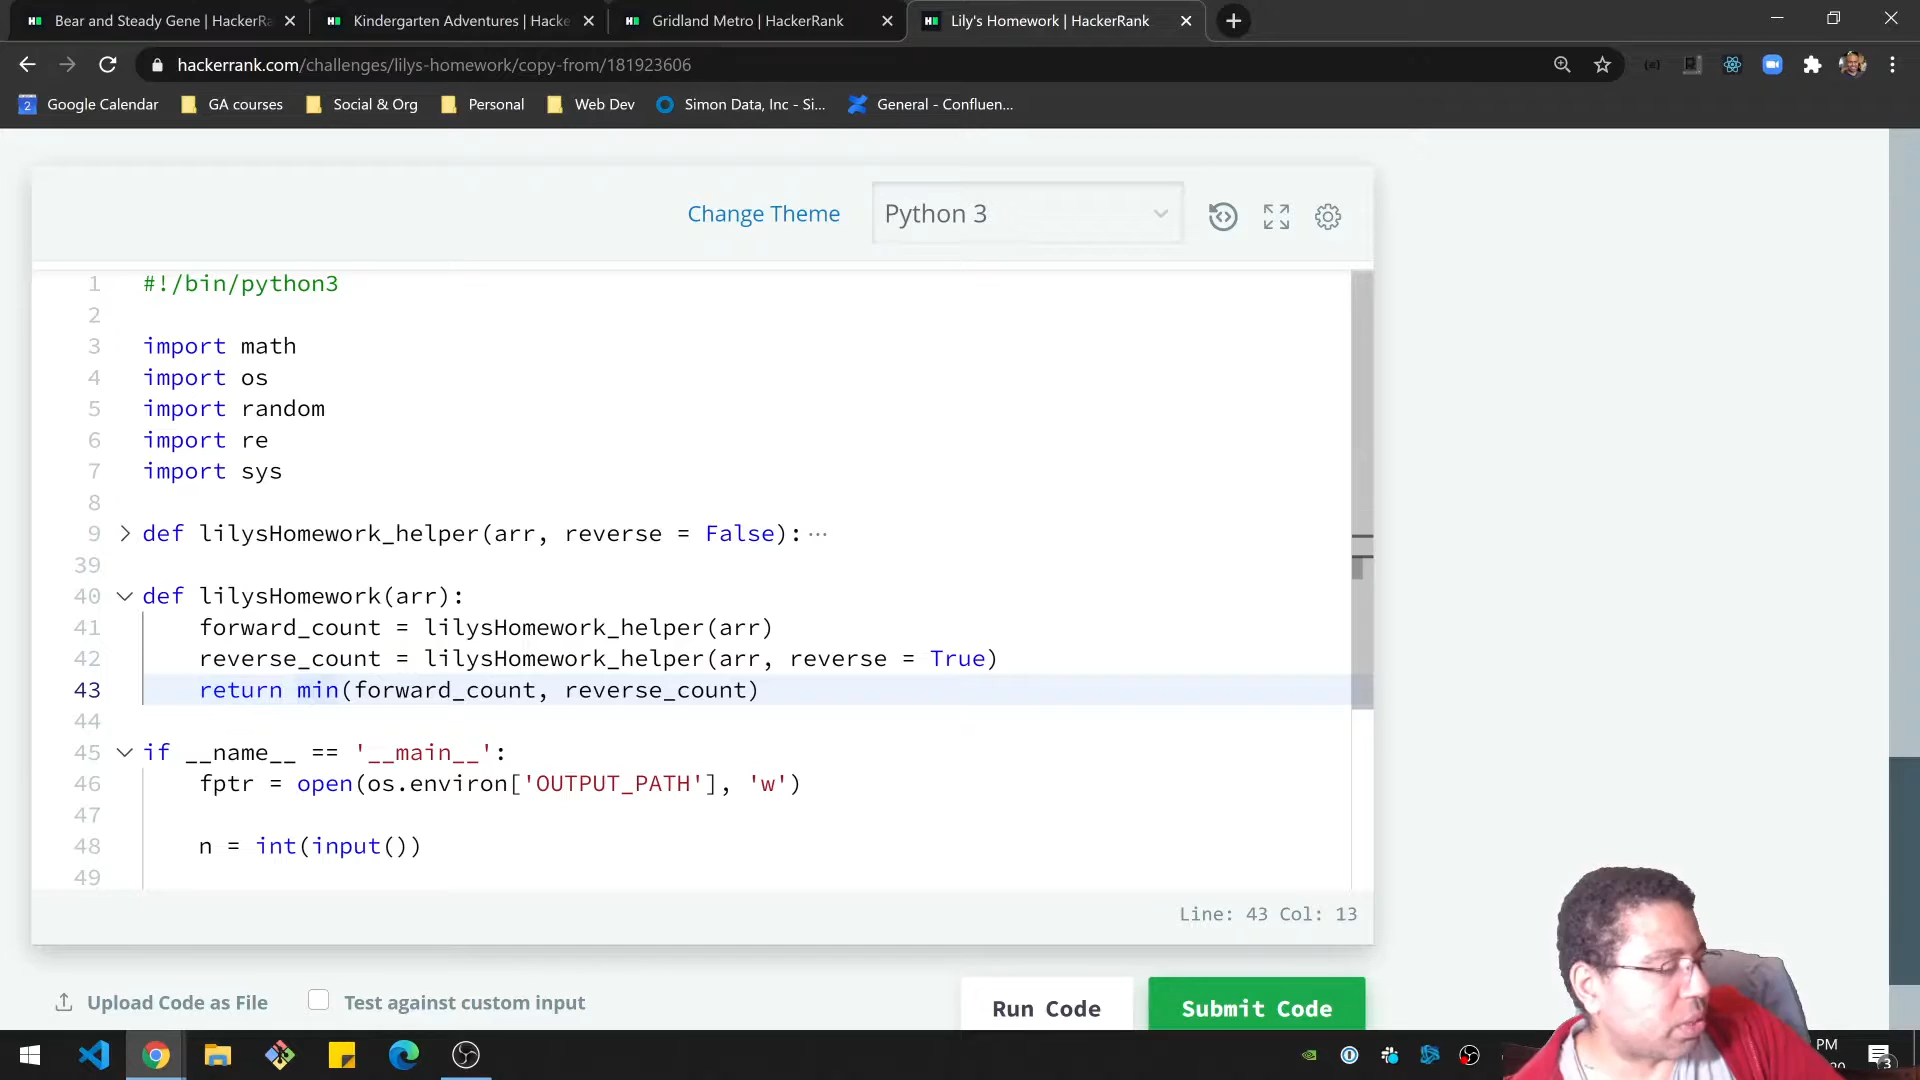 Bear and Steady Gene | HackerRa
Kindergarten Adventures | Hacke
Gridland Metro | HackerRank
Lily's Homework | HackerRank
hackerrank.com/challenges/lilys-homework/copy-from/181923606
2 Google Calendar
GA courses
Social & Org
Personal
Web Dev
Simon Data, Inc - Si...
General - Confluen...
Change Theme
Python 3
1 #!/bin/python3
2
3 import math
4 import os
5 import random
6 import re
7 import sys
8
9 def lilysHomework_helper(arr, reverse = False):···
39
40 def lilysHomework(arr):
41 forward_count = lilysHomework_helper(arr)
42 reverse_count = lilysHomework_helper(arr, reverse = True)
43 return min(forward_count, reverse_count)
44
45 if __name__ == '__main__':
46 fptr = open(os.environ['OUTPUT_PATH'], 'w')
47
48 n = int(input())
49
Line: 43 Col: 13
Upload Code as File
Test against custom input
Run Code
Submit Code
PM
3